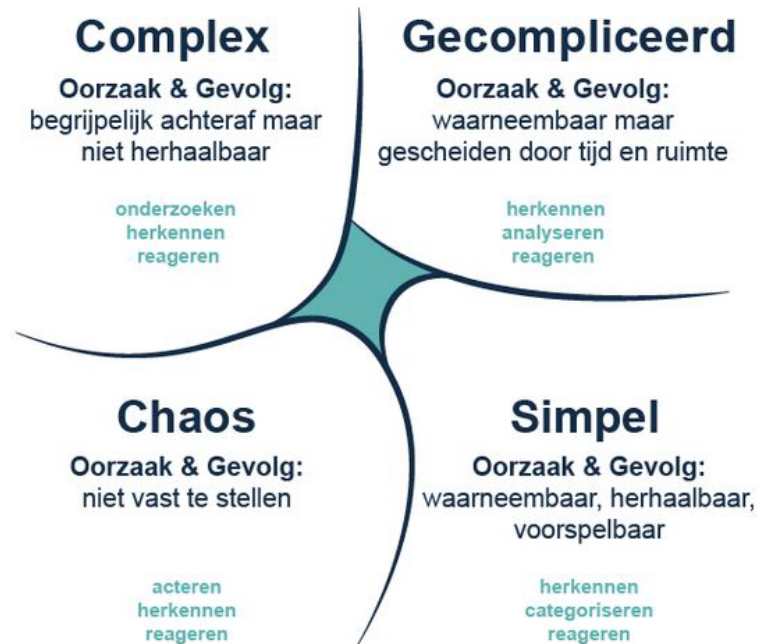 Complex
Oorzaak & Gevolg:
begrijpelijk achteraf maar
niet herhaalbaar
onderzoeken
herkennen
reageren
Gecompliceerd
Oorzaak & Gevolg:
waarneembaar maar
gescheiden door tijd en ruimte
herkennen
analyseren
reageren
Chaos
Oorzaak & Gevolg:
niet vast te stellen
acteren
herkennen
reageren
Simpel
Oorzaak & Gevolg:
waarneembaar, herhaalbaar,
voorspelbaar
herkennen
categoriseren
reageren